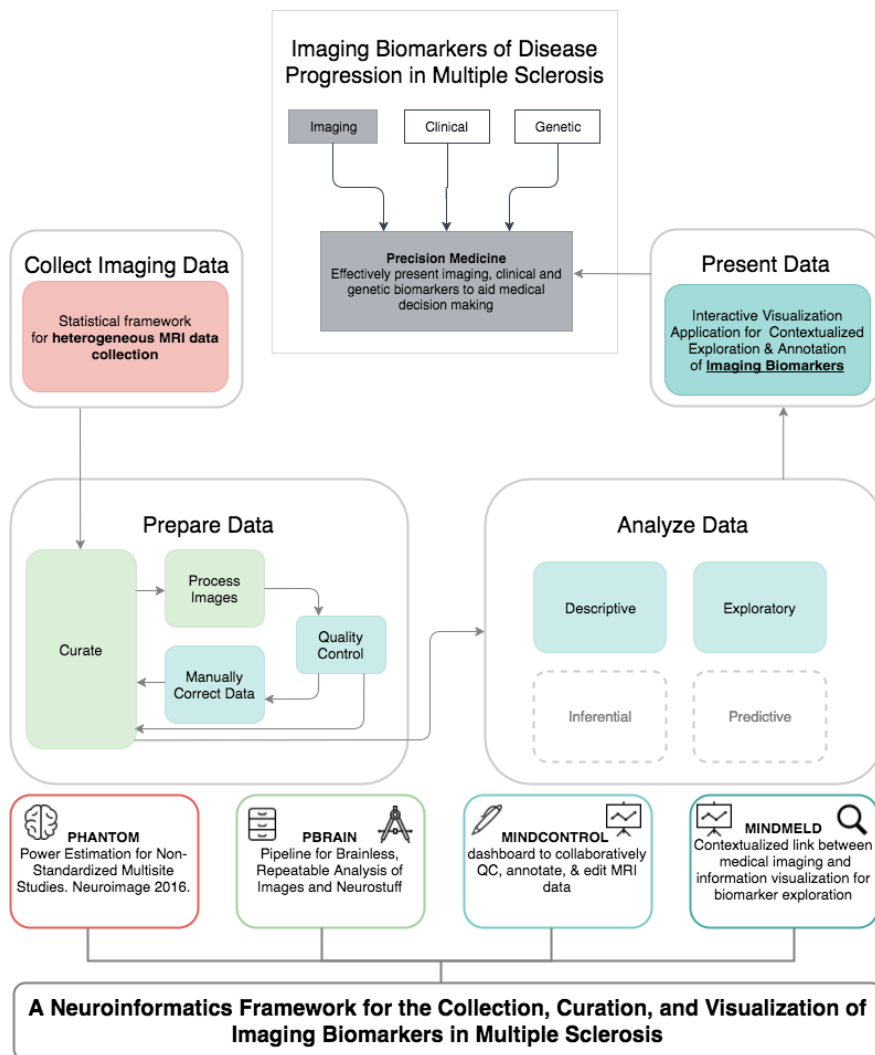 Imaging Biomarkers of Disease
Progression in Multiple Sclerosis
Imaging
Clinical
Genetic
Precision Medicine
Effectively present imaging, clinical and
genetic biomarkers to aid medical
decision making
Collect Imaging Data
Statistical framework
for heterogeneous MRI data
collection
Present Data
Interactive Visualization
Application for Contextualized
Exploration & Annotation
of Imaging Biomarkers
Prepare Data
Curate
Process
Images
Quality
Control
Manually
Correct Data
Analyze Data
Descriptive
Exploratory
Inferential
Predictive
PHANTOM
Power Estimation for Non-
Standardized Multisite
Studies. Neuroimage 2016.
PBRAIN
Pipeline for Brainless,
Repeatable Analysis of
Images and Neurostuff
MINDCONTROL
dashboard to collaboratively
QC, annotate, & edit MRI
data
MINDMELD
Contextualized link between
medical imaging and
information visualization for
biomarker exploration
A Neuroinformatics Framework for the Collection, Curation, and Visualization of
Imaging Biomarkers in Multiple Sclerosis